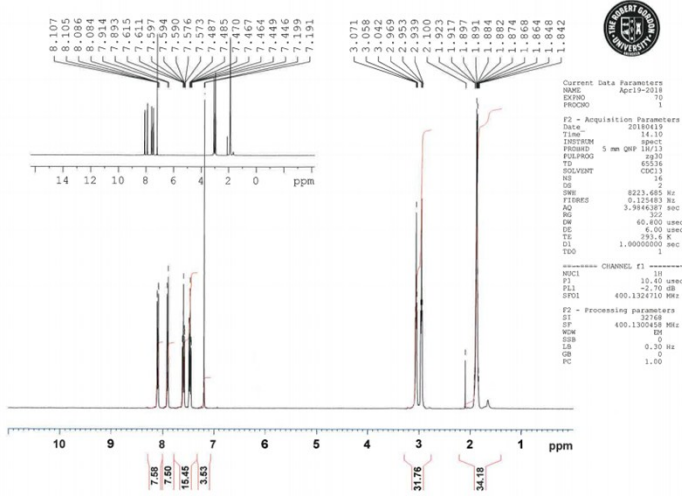 8.107
8.105
8.086
8.084
7.914
7.893
7.615
7.611
7.597
7.594
7.590
7.576
7.573
7.487
7.485
7.470
7.467
7.464
7.449
7.446
7.199
7.191
3.071
3.058
3.042
2.969
2.953
2.939
2.100
1.923
1.917
1.897
1.891
1.884
1.882
1.874
1.868
1.864
1.848
1.842
THE ROBERT GORDON
UNIVERSITY
Current Data Parameters
NAME Apr19-2018
EXPNO 70
PROCNO 1
F2 - Acquisition Parameters
Date_ 20180419
Time 14.10
INSTRUM spect
PROBHD 5 mm QNP 1H/13
PULPROG zg30
TD 65536
SOLVENT CDCl3
NS 16
DS 2
SWH 8223.685 Hz
FIDRES 0.125483 Hz
AQ 3.9846387 sec
RG 322
DW 60.800 usec
DE 6.00 usec
TE 293.6 K
D1 1.00000000 sec
TD0 1
======== CHANNEL f1 ========
NUC1 1H
P1 10.40 usec
PL1 -2.70 dB
SFO1 400.1324710 MHz
F2 - Processing parameters
SI 32768
SF 400.1300458 MHz
WDW EM
SSB 0
LB 0.30 Hz
GB 0
PC 1.00
14 12 10 8 6 4 2 0 ppm
10 9 8 7 6 5 4 3 2 1 ppm
7.58
7.50
15.45
3.53
31.76
34.18